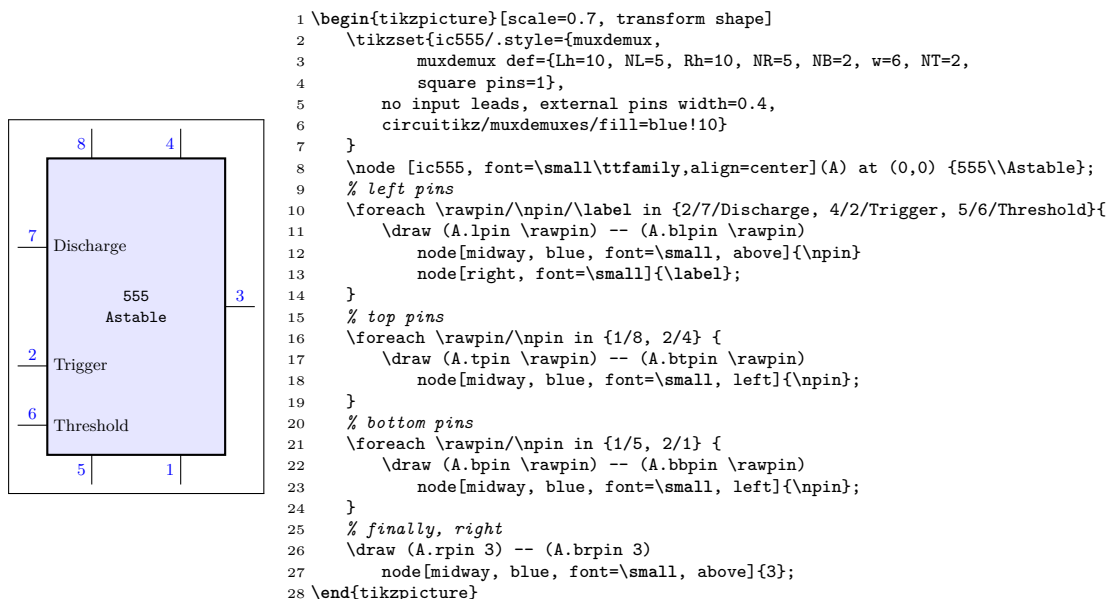 8 4
7 Discharge
555
Astable
3
2 Trigger
6 Threshold
5 1
1 \begin{tikzpicture}[scale=0.7, transform shape]
2     \tikzset{ic555/.style={muxdemux,
3             muxdemux def={Lh=10, NL=5, Rh=10, NR=5, NB=2, w=6, NT=2,
4             square pins=1},
5         no input leads, external pins width=0.4,
6         circuitikz/muxdemuxes/fill=blue!10}
7     }
8     \node [ic555, font=\small\ttfamily,align=center](A) at (0,0) {555\\Astable};
9     % left pins
10     \foreach \rawpin/\npin/\label in {2/7/Discharge, 4/2/Trigger, 5/6/Threshold}{
11         \draw (A.lpin \rawpin) -- (A.blpin \rawpin)
12             node[midway, blue, font=\small, above]{\npin}
13             node[right, font=\small]{\label};
14     }
15     % top pins
16     \foreach \rawpin/\npin in {1/8, 2/4} {
17         \draw (A.tpin \rawpin) -- (A.btpin \rawpin)
18             node[midway, blue, font=\small, left]{\npin};
19     }
20     % bottom pins
21     \foreach \rawpin/\npin in {1/5, 2/1} {
22         \draw (A.bpin \rawpin) -- (A.bbpin \rawpin)
23             node[midway, blue, font=\small, left]{\npin};
24     }
25     % finally, right
26     \draw (A.rpin 3) -- (A.brpin 3)
27         node[midway, blue, font=\small, above]{3};
28 \end{tikzpicture}